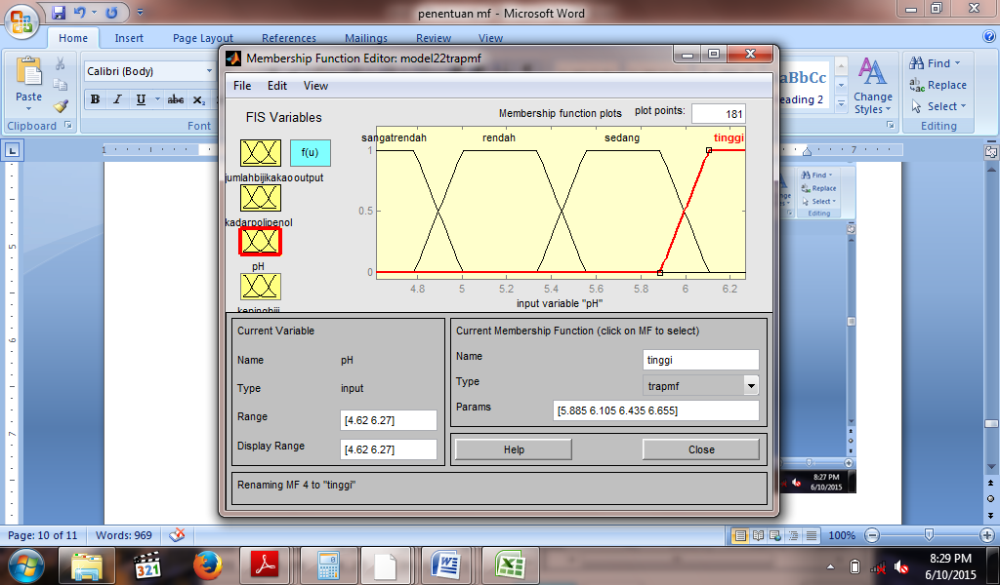 penentuan mf - Microsoft Word
Home Insert Page Layout References Mailings Review View
Paste
Clipboard
Calibri (Body)
B I U abc x,
Font
aBbCc
eading 2
Change
Styles
Find
Replace
Select
Editing
Membership Function Editor: model22trapmf
File Edit View
FIS Variables
Membership function plots
plot points: 181
f(u)
jumlahbijikakao output
kadarpolipenol
pH
sangatrendah rendah sedang tinggi
1
0.5
0
4.8 5 5.2 5.4 5.6 5.8 6 6.2
input variable "pH"
Current Variable
Name pH
Type input
Range [4.62 6.27]
Display Range [4.62 6.27]
Current Membership Function (click on MF to select)
Name tinggi
Type trapmf
Params [5.885 6.105 6.435 6.655]
Help Close
Renaming MF 4 to "tinggi"
Find
Replace
Select
Editing
8:27 PM
6/10/2015
Page: 10 of 11 Words: 969 100%
321
8:29 PM
6/10/2015